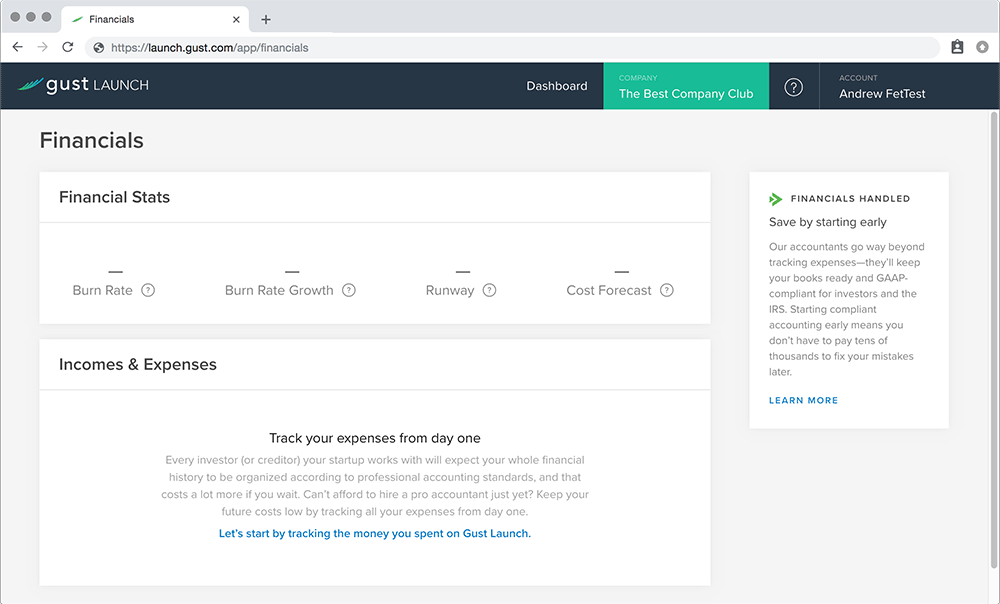 Financials
https://launch.gust.com/app/financials
gust LAUNCH
Dashboard
COMPANY
The Best Company Club
?
ACCOUNT
Andrew FetTest
Financials
Financial Stats
— — — —
Burn Rate ? Burn Rate Growth ? Runway ? Cost Forecast ?
Incomes & Expenses
Track your expenses from day one
Every investor (or creditor) your startup works with will expect your whole financial
history to be organized according to professional accounting standards, and that
costs a lot more if you wait. Can’t afford to hire a pro accountant just yet? Keep your
future costs low by tracking all your expenses from day one.
Let’s start by tracking the money you spent on Gust Launch.
FINANCIALS HANDLED
Save by starting early
Our accountants go way beyond
tracking expenses—they’ll keep
your books ready and GAAP-
compliant for investors and the
IRS. Starting compliant
accounting early means you
don’t have to pay tens of
thousands to fix your mistakes
later.
LEARN MORE